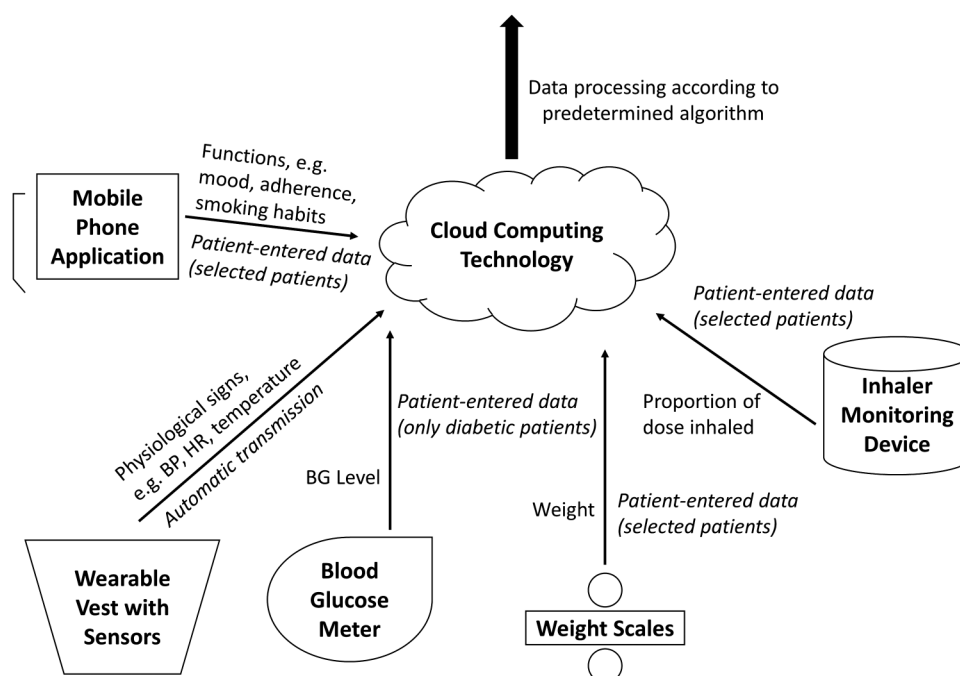 Data processing according to
predetermined algorithm
Functions, e.g.
mood, adherence,
smoking habits
Mobile
Phone
Application
Patient-entered data
(selected patients)
Cloud Computing
Technology
Patient-entered data
(selected patients)
Inhaler
Monitoring
Device
Proportion of
dose inhaled
Physiological signs,
e.g. BP, HR, temperature
Automatic transmission
Patient-entered data
(only diabetic patients)
BG Level
Weight
Patient-entered data
(selected patients)
Wearable
Vest with
Sensors
Blood
Glucose
Meter
Weight Scales